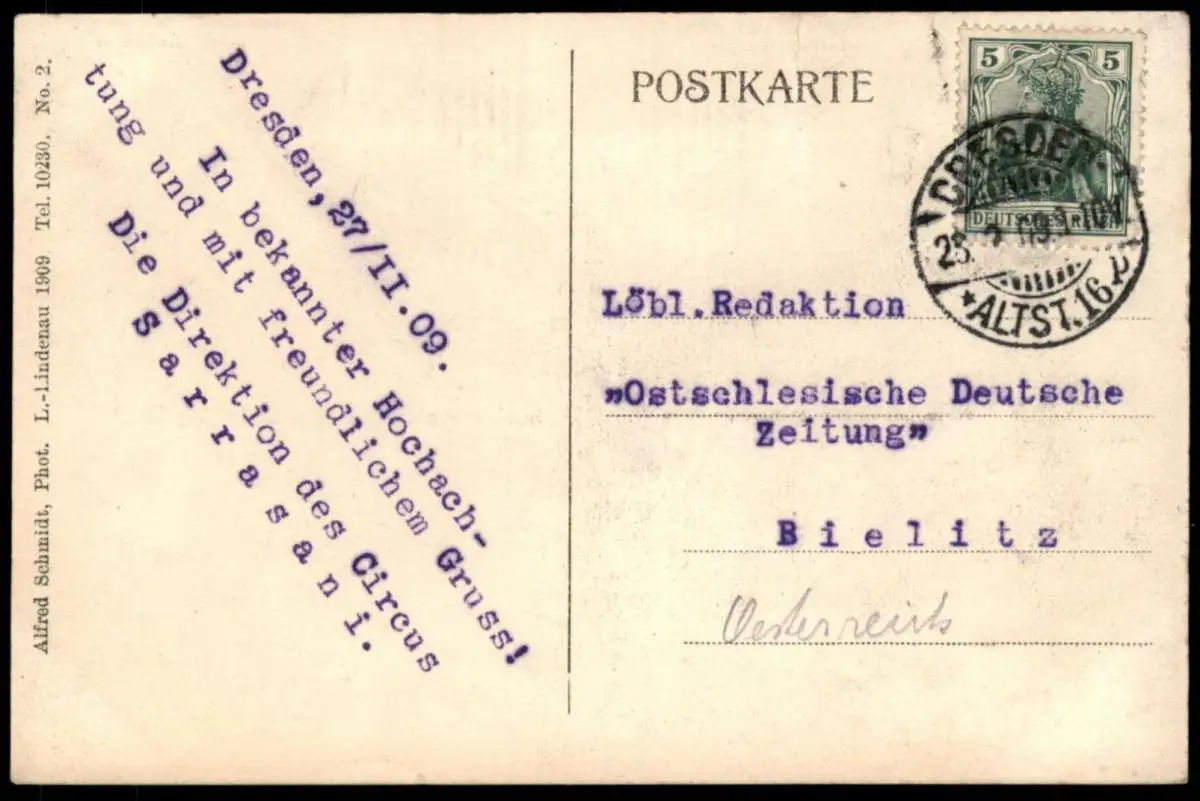 Alfred Schmidt, Phot. L.-Lindenau 1909. Tel. 10230. No. 2.
Dresden, 27/II.09.
In bekannter Hochach-
tung und mit freundlichem Gruss!
Die Direktion des Circus
S a r r a s a n i.
POSTKARTE
5 5
DEUTSCHES REICH
DRESDEN
ALTST. 16
Löbl. Redaktion
"Ostschlesische Deutsche
Zeitung"
B i e l i t z
Oesterreich